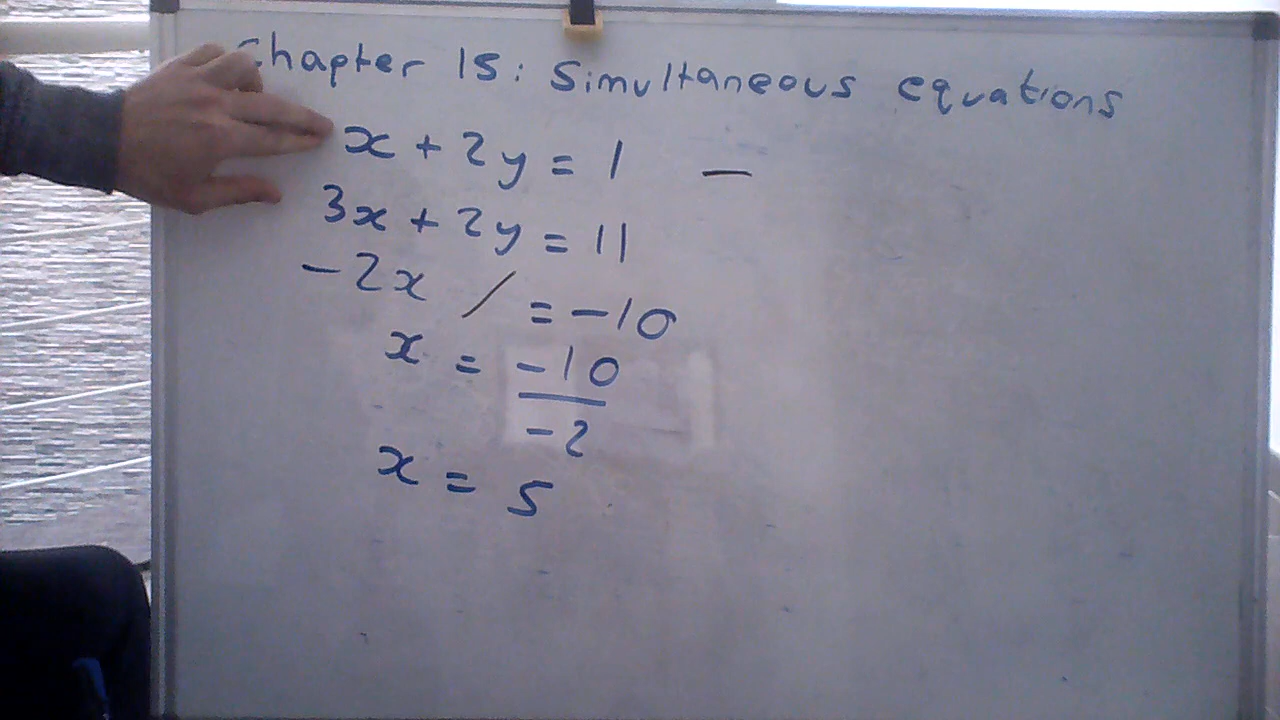 Chapter 15: Simultaneous equations
x + 2y = 1 —
3x + 2y = 11
-2x / = -10
x = -10
-2
x = 5